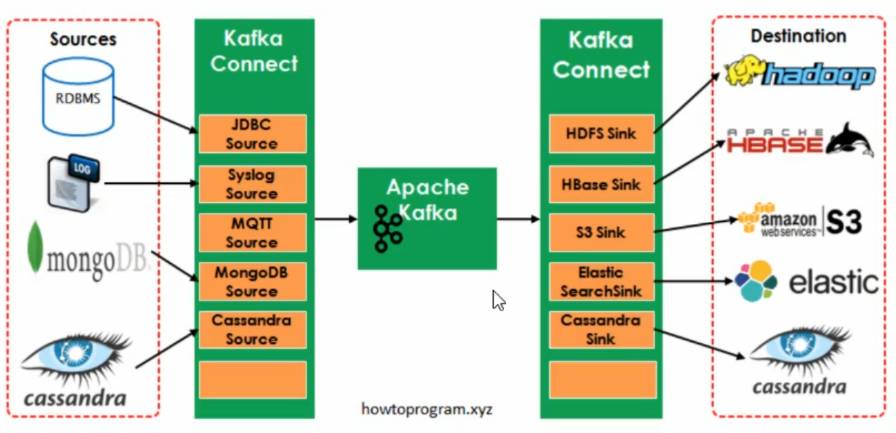 Sources
RDBMS
LOG
mongoDB
cassandra
Kafka
Connect
JDBC
Source
Syslog
Source
MQTT
Source
MongoDB
Source
Cassandra
Source
Apache
Kafka
howtoprogram.xyz
Kafka
Connect
HDFS Sink
HBase Sink
S3 Sink
Elastic
SearchSink
Cassandra
Sink
Destination
hadoop
APACHE
HBASE
amazon
webservices™
S3
elastic
cassandra